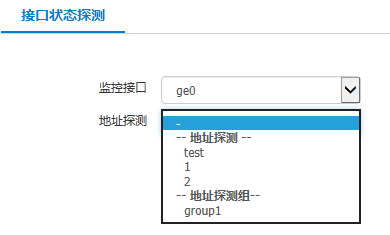 接口状态探测
监控接口 ge0
地址探测
-
-- 地址探测 --
test
1
2
-- 地址探测组--
group1